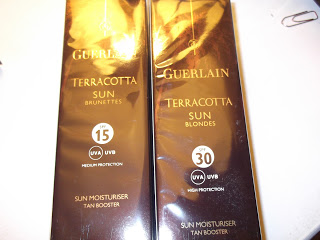 GUERLAIN
TERRACOTTA
SUN
BRUNETTES
SPF
15
UVA UVB
MEDIUM PROTECTION
SUN MOISTURISER
TAN BOOSTER
GUERLAIN
TERRACOTTA
SUN
BLONDES
SPF
30
UVA UVB
HIGH PROTECTION
SUN MOISTURISER
TAN BOOSTER